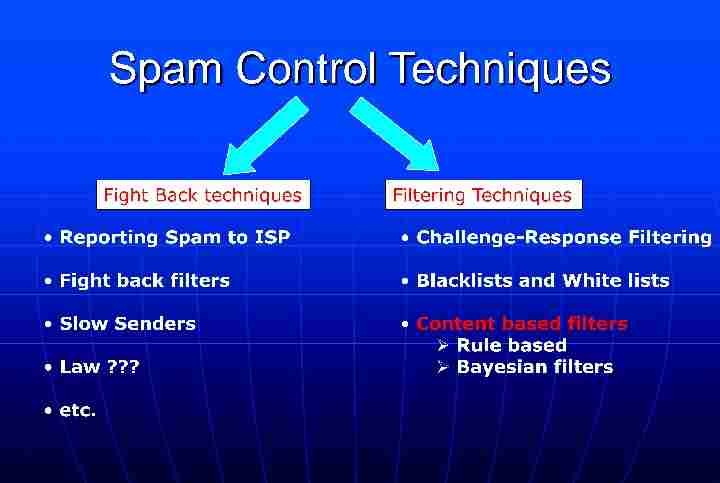 Spam Control Techniques
Fight Back techniques
Filtering Techniques
• Reporting Spam to ISP
• Fight back filters
• Slow Senders
• Law ???
• etc.
• Challenge-Response Filtering
• Blacklists and White lists
• Content based filters
➢ Rule based
➢ Bayesian filters